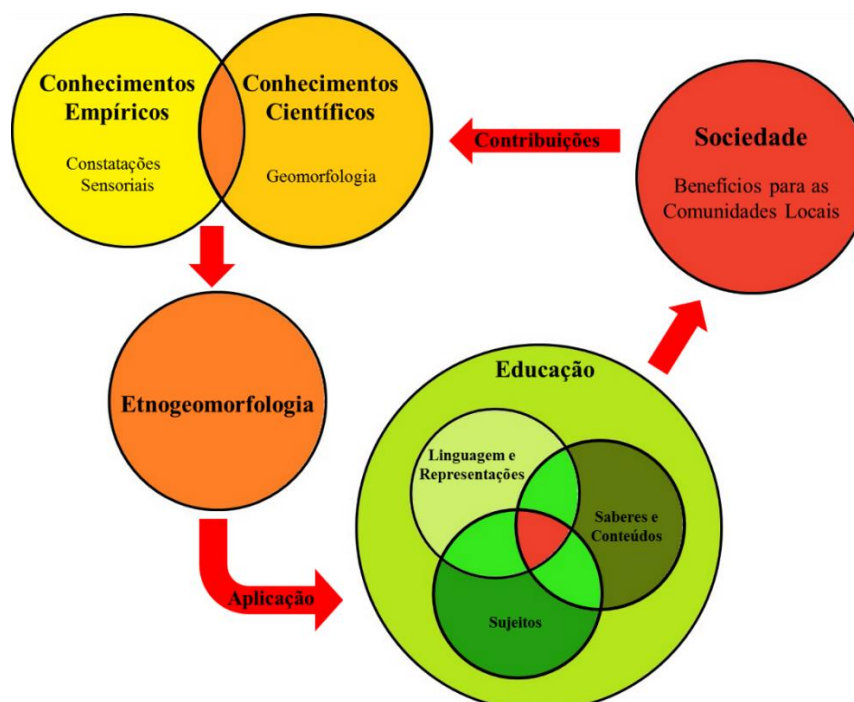 Conhecimentos
Empíricos
Constatações
Sensoriais
Conhecimentos
Científicos
Geomorfologia
Contribuições
Sociedade
Benefícios para as
Comunidades Locais
Etnogeomorfologia
Aplicação
Educação
Linguagem e
Representações
Saberes e
Conteúdos
Sujeitos